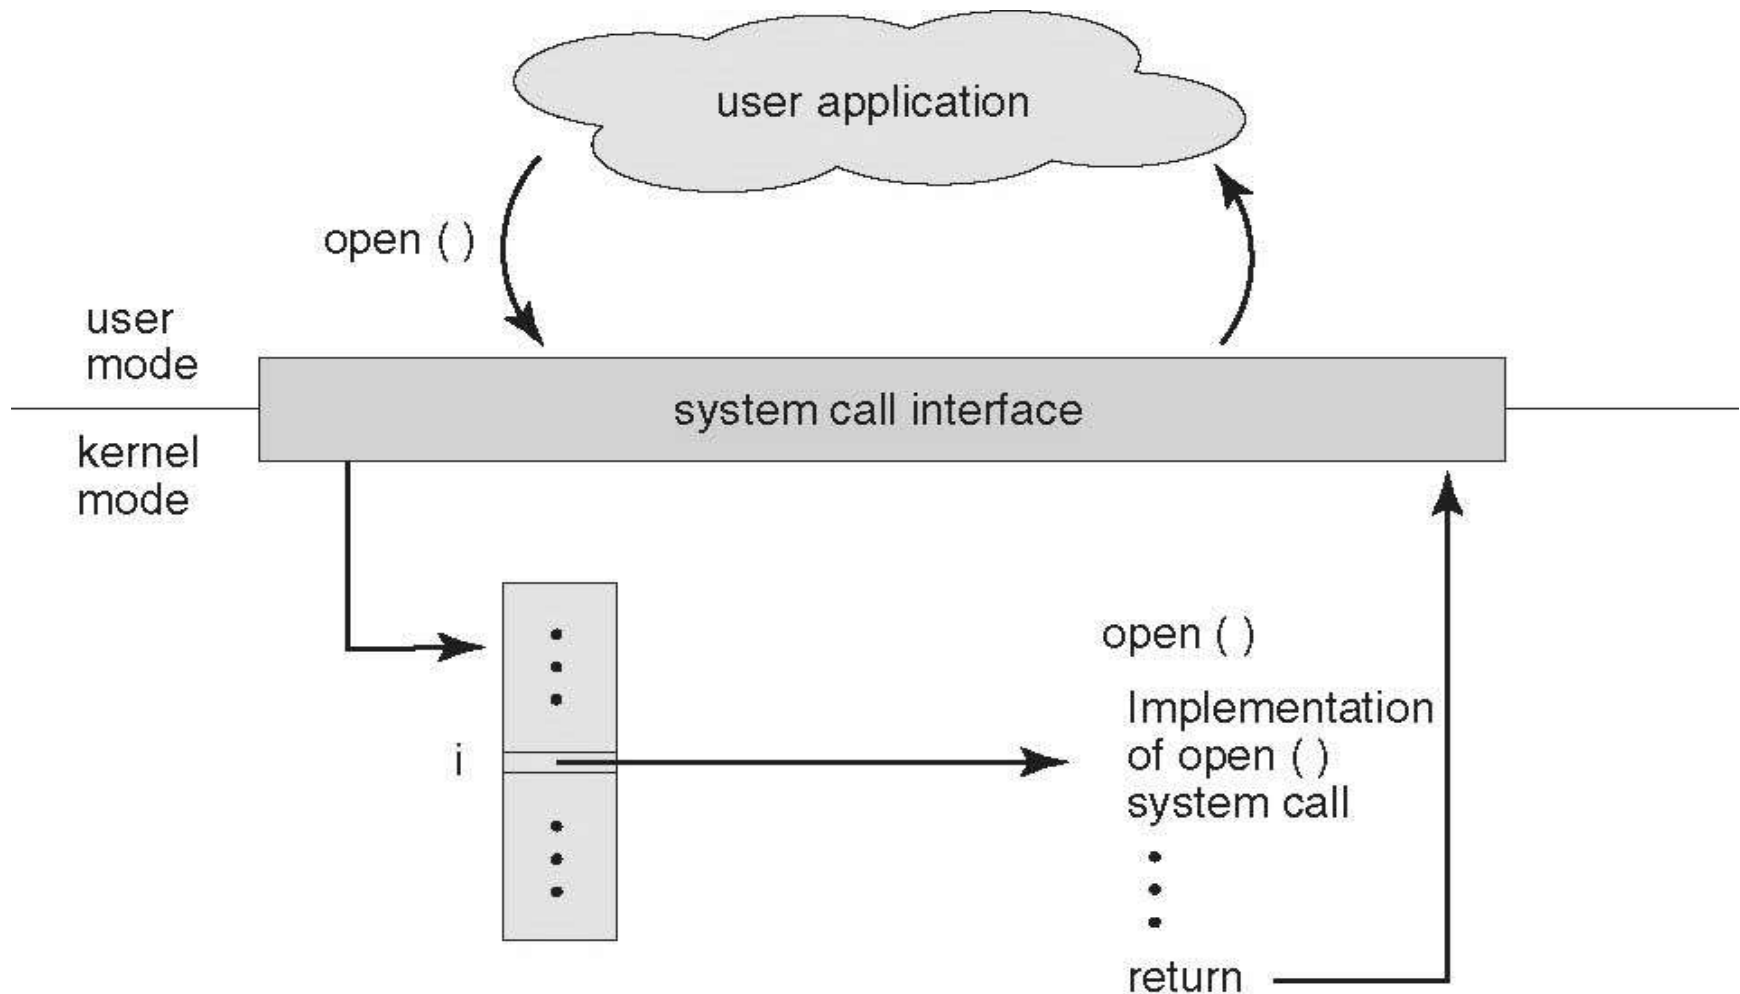 user application
open ( )
user
mode
system call interface
kernel
mode
open ( )
i
Implementation
of open ( )
system call
return